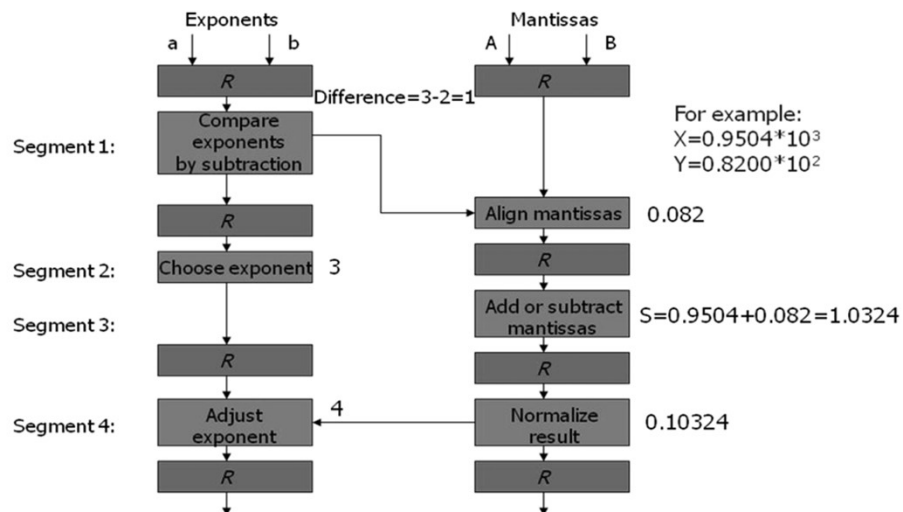 Exponents
a
b
R
Difference=3-2=1
Segment 1:
Compare
exponents
by subtraction
R
Segment 2:
Choose exponent
3
Segment 3:
R
Segment 4:
Adjust
exponent
4
R
Mantissas
A
B
R
For example:
X=0.9504*10³
Y=0.8200*10²
Align mantissas
0.082
R
Add or subtract
mantissas
S=0.9504+0.082=1.0324
R
Normalize
result
0.10324
R